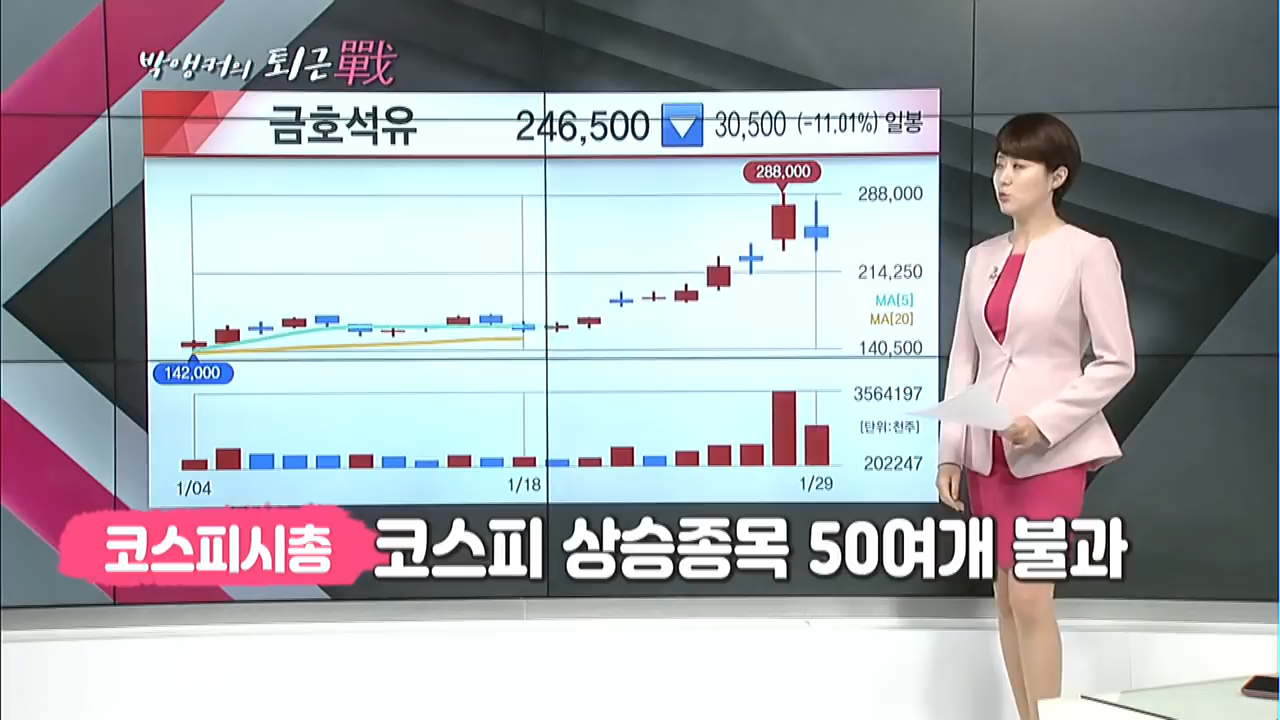 박앵커의 퇴근戰
금호석유 246,500 ▼ 30,500 (-11.01%) 일봉
288,000
288,000
214,250
MA[5]
MA[20]
140,500
142,000
3564197
[단위:천주]
202247
1/04 1/18 1/29
코스피시총 코스피 상승종목 50여개 불과